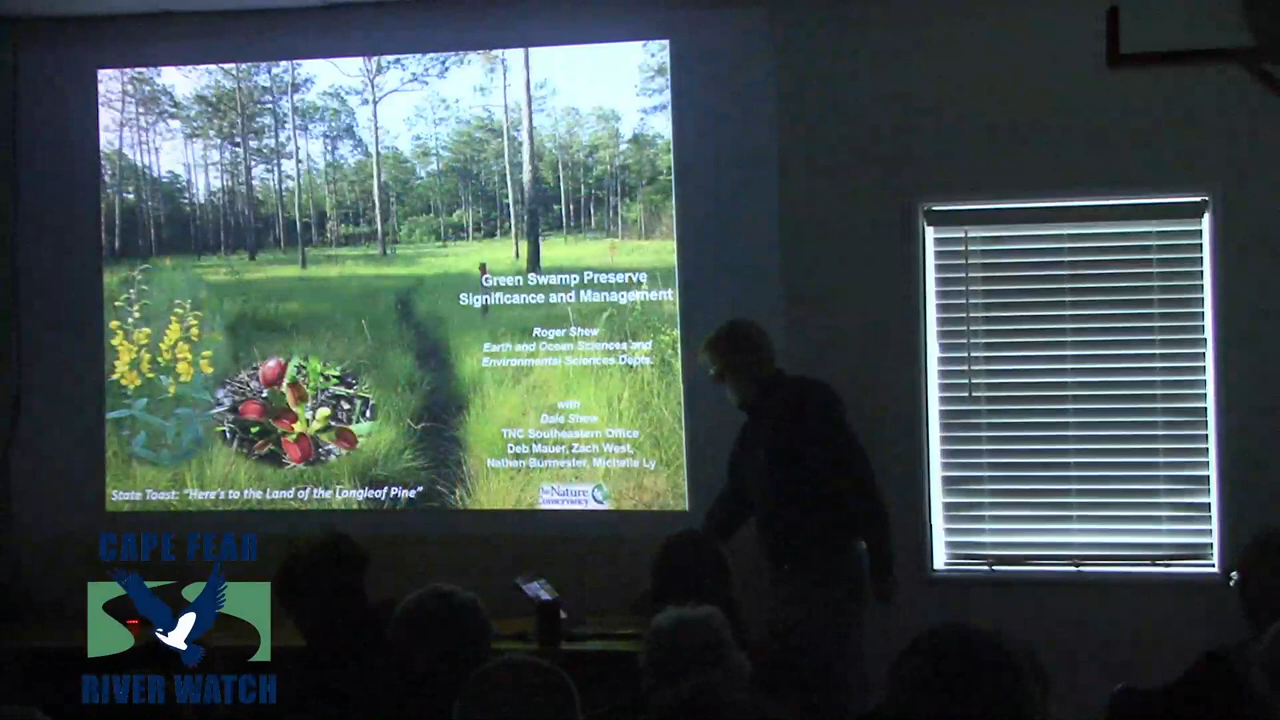 Green Swamp Preserve
Significance and Management
Roger Shew
Earth and Ocean Sciences and
Environmental Sciences Depts.
with
Dale Shew
TNC Southeastern Office
Deb Mauer, Zach West,
Nathan Burmester, Michelle Ly
The Nature
Conservancy
State Toast: "Here's to the Land of the Longleaf Pine"
CAPE FEAR
RIVER WATCH